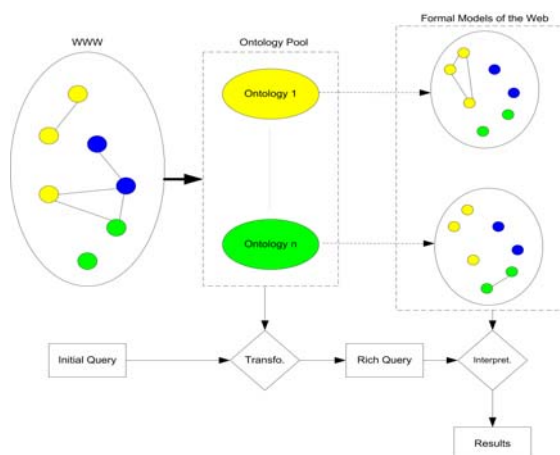 Formal Models of the Web
WWW
Ontology Pool
Ontology 1
Ontology n
Initial Query
Transfo.
Rich Query
Interpret.
Results